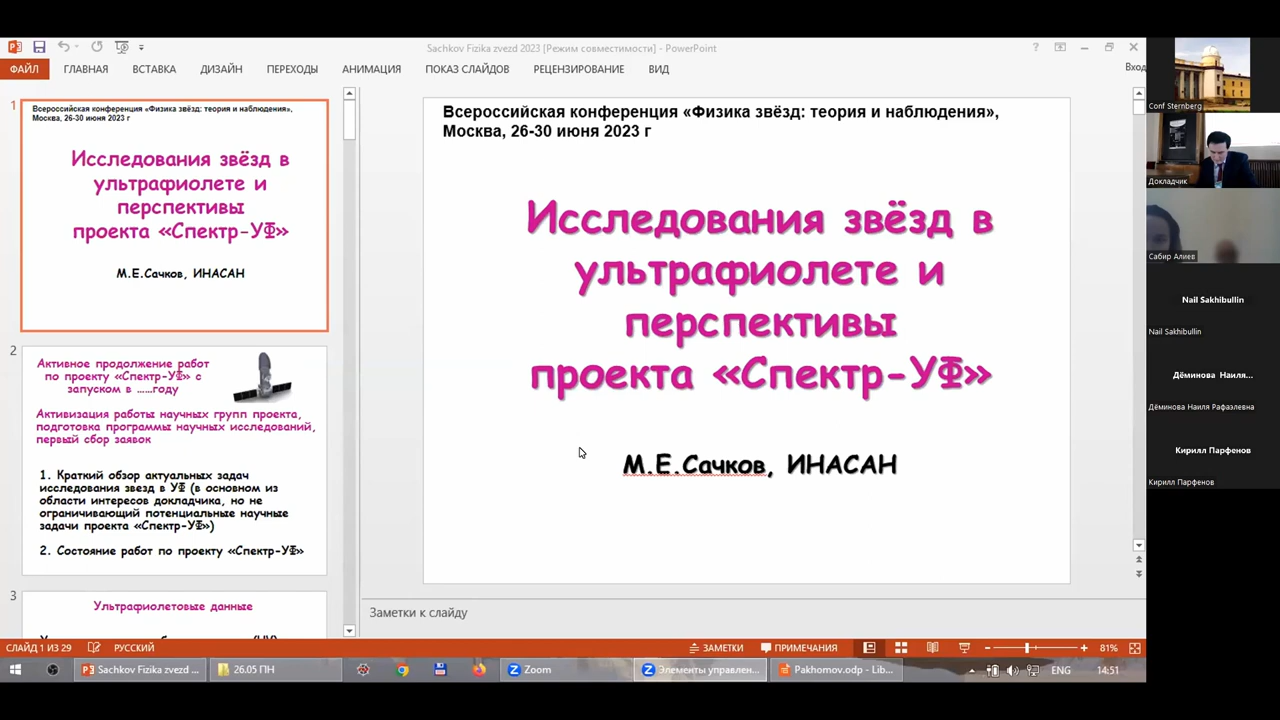 Sachkov Fizika zvezd 2023 [Режим совместимости] - PowerPoint
ФАЙЛ ГЛАВНАЯ ВСТАВКА ДИЗАЙН ПЕРЕХОДЫ АНИМАЦИЯ ПОКАЗ СЛАЙДОВ РЕЦЕНЗИРОВАНИЕ ВИД Вход
1
Всероссийская конференция «Физика звёзд: теория и наблюдения»,
Москва, 26-30 июня 2023 г
Исследования звёзд в
ультрафиолете и
перспективы
проекта «Спектр-УФ»
М.Е.Сачков, ИНАСАН
2
Активное продолжение работ
по проекту «Спектр-УФ» с
запуском в ……году
Активизация работы научных групп проекта,
подготовка программы научных исследований,
первый сбор заявок
1. Краткий обзор актуальных задач
исследования звезд в УФ (в основном из
области интересов докладчика, но не
ограничивающий потенциальные научные
задачи проекта «Спектр-УФ»)
2. Состояние работ по проекту «Спектр-УФ»
3
Ультрафиолетовые данные
Всероссийская конференция «Физика звёзд: теория и наблюдения»,
Москва, 26-30 июня 2023 г
Исследования звёзд в
ультрафиолете и
перспективы
проекта «Спектр-УФ»
М.Е.Сачков, ИНАСАН
Заметки к слайду
СЛАЙД 1 ИЗ 29 РУССКИЙ ЗАМЕТКИ ПРИМЕЧАНИЯ 81%
Sachkov Fizika zvezd ... 26.05 ПН Zoom Элементы управлен... Pakhomov.odp - Lib... ENG 14:51
Conf Sternberg
Докладчик
Сабир Алиев
Nail Sakhibullin
Nail Sakhibullin
Дёминова Наиля...
Дёминова Наиля Рафаэлевна
Кирилл Парфенов
Кирилл Парфенов